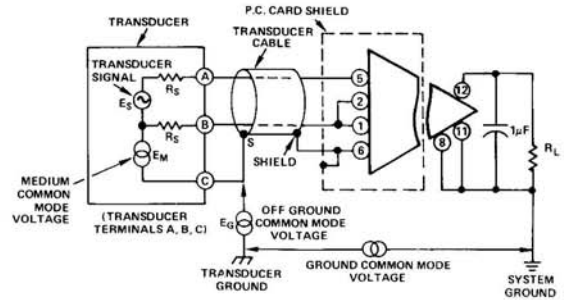 TRANSDUCER
P.C. CARD SHIELD
TRANSDUCER
CABLE
TRANSDUCER
SIGNAL
RS
A
5
12
ES
2
B
1
1µF
RS
11
RL
EM
S
SHIELD
6
8
MEDIUM
COMMON
MODE
VOLTAGE
C
(TRANSDUCER
TERMINALS A, B, C)
EG
OFF GROUND
COMMON MODE
VOLTAGE
TRANSDUCER
GROUND
GROUND COMMON MODE
VOLTAGE
SYSTEM
GROUND